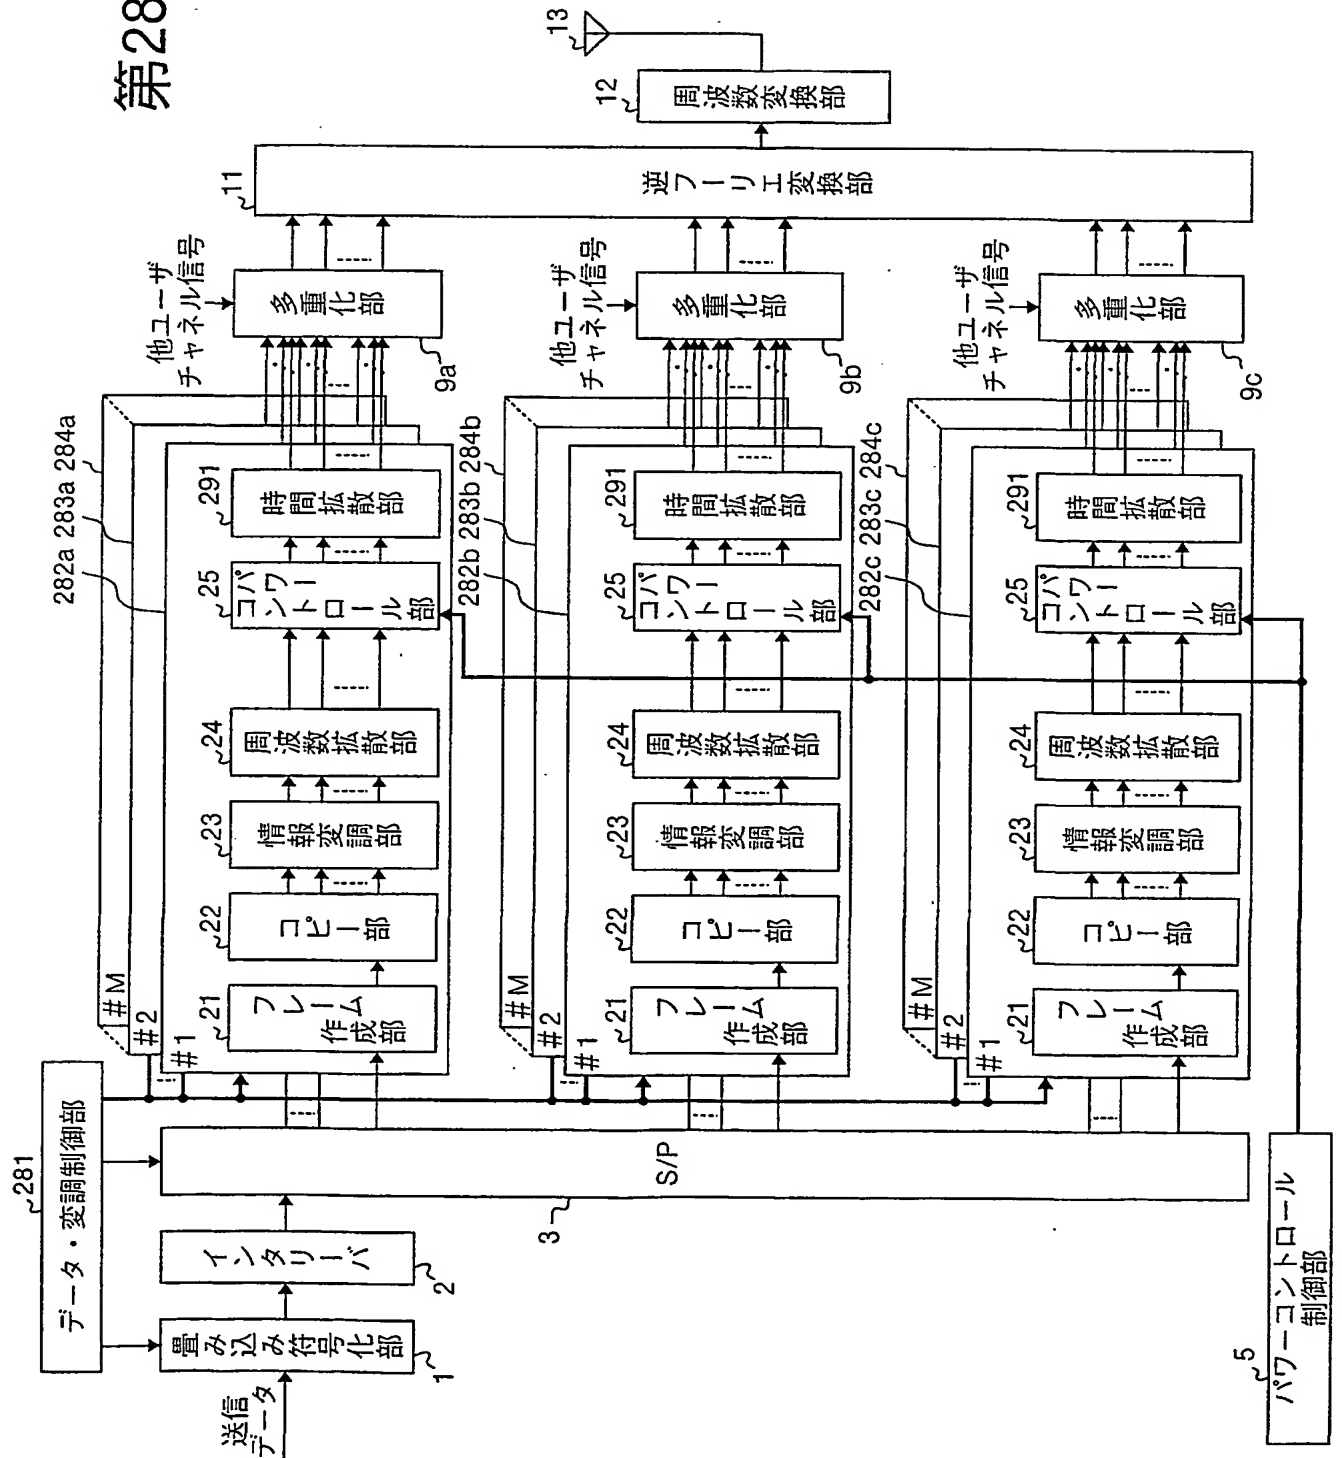 第28
送信
データ
畳み込み符号化部
1
インタリーバ
2
データ・変調制御部
281
S/P
3
パワーコントロール
制御部
5
#1
#2
#M
282a
283a
284a
21
フレーム
作成部
22
コピー部
23
情報変調部
24
周波数拡散部
25
パワー
コントロール
部
291
時間拡散部
他ユーザ
チャネル信号
多重化部
9a
#1
#2
#M
282b
283b
284b
21
フレーム
作成部
22
コピー部
23
情報変調部
24
周波数拡散部
25
パワー
コントロール
部
291
時間拡散部
他ユーザ
チャネル信号
多重化部
9b
#1
#2
#M
282c
283c
284c
21
フレーム
作成部
22
コピー部
23
情報変調部
24
周波数拡散部
25
パワー
コントロール
部
291
時間拡散部
他ユーザ
チャネル信号
多重化部
9c
11
逆フーリエ変換部
12
周波数変換部
13